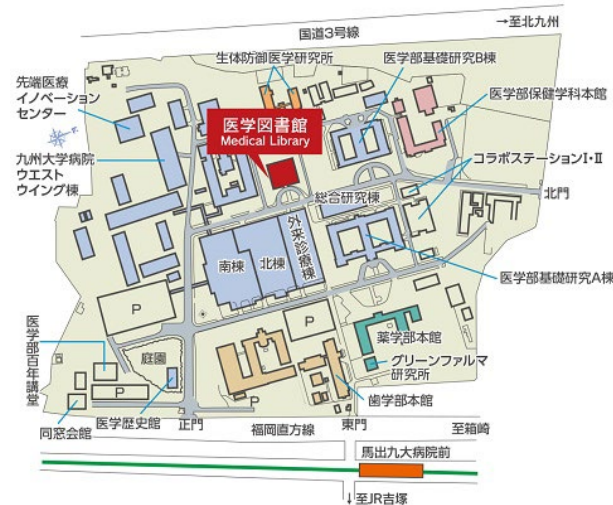 →至北九州
国道3号線
生体防御医学研究所
医学部基礎研究B棟
先端医療
イノベーション
センター
医学部保健学科本館
医学図書館
Medical Library
九州大学病院
ウエスト
ウイング棟
コラボステーションI・II
北門
総合研究棟
外来診療棟
南棟
北棟
医学部基礎研究A棟
P
P
医学部百年講堂
庭園
薬学部本館
グリーンファルマ
研究所
P
歯学部本館
P
同窓会館
医学歴史館
正門
福岡直方線
東門
至箱崎
馬出九大病院前
↓至JR吉塚